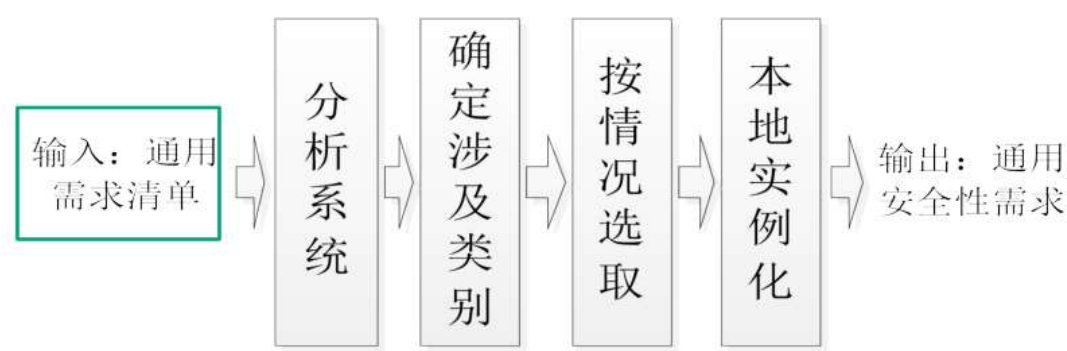 输入：通用
需求清单
分析系统
确定涉及类别
按情况选取
本地实例化
输出：通用
安全性需求